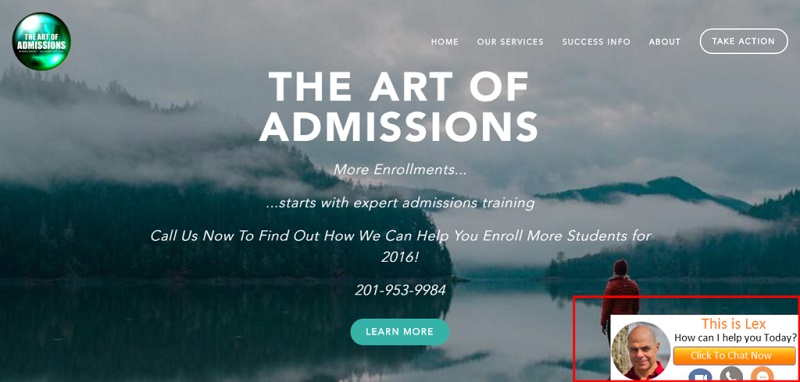 THE ART OF
ADMISSIONS
HOME
OUR SERVICES
SUCCESS INFO
ABOUT
TAKE ACTION
THE ART OF
ADMISSIONS
More Enrollments...
...starts with expert admissions training
Call Us Now To Find Out How We Can Help You Enroll More Students for
2016!
201-953-9984
LEARN MORE
This is Lex
How can I help you Today?
Click To Chat Now